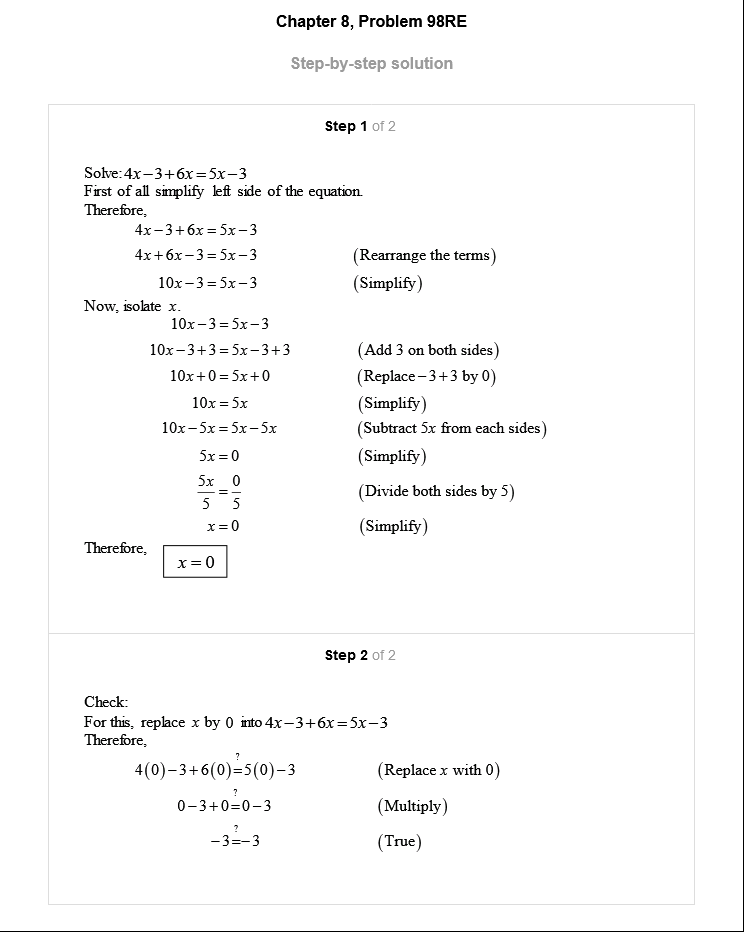 Chapter 8, Problem 98RE
Step-by-step solution
Step 1 of 2
Solve: 4x−3+6x=5x−3
First of all simplify left side of the equation.
Therefore,
4x−3+6x=5x−3
4x+6x−3=5x−3 (Rearrange the terms)
10x−3=5x−3 (Simplify)
Now, isolate x.
10x−3=5x−3
10x−3+3=5x−3+3 (Add 3 on both sides)
10x+0=5x+0 (Replace−3+3 by 0)
10x=5x (Simplify)
10x−5x=5x−5x (Subtract 5x from each sides)
5x=0 (Simplify)
5x/5=0/5 (Divide both sides by 5)
x=0 (Simplify)
Therefore, x=0
Step 2 of 2
Check:
For this, replace x by 0 into 4x−3+6x=5x−3
Therefore,
4(0)−3+6(0)≟5(0)−3 (Replace x with 0)
0−3+0≟0−3 (Multiply)
−3≟−3 (True)